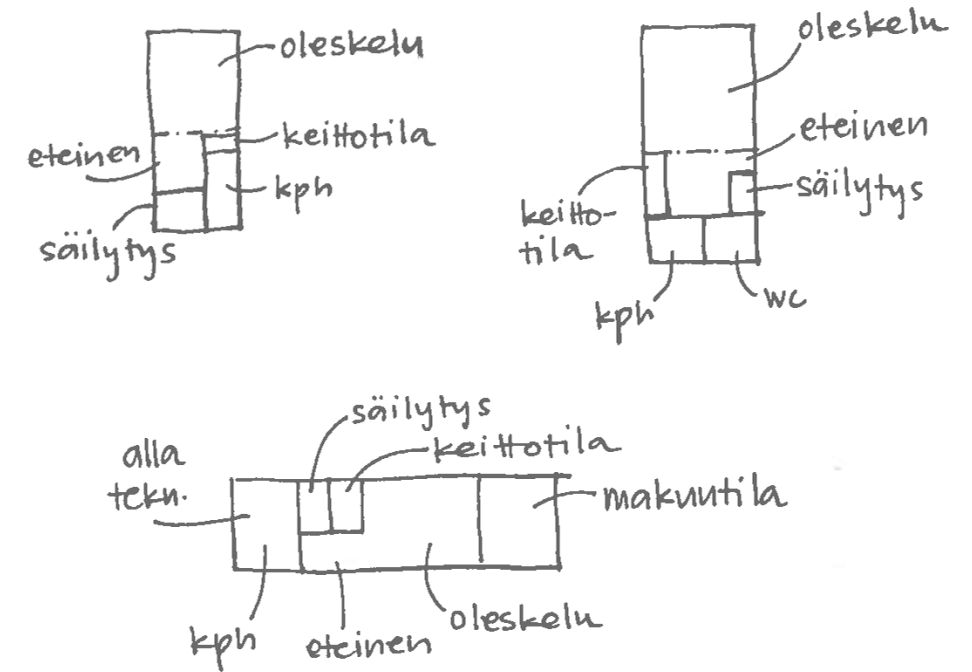 oleskelu
keittotila
eteinen
kph
säilytys
oleskelu
eteinen
säilytys
keitto-
tila
kph
wc
säilytys
keittotila
alla
tekn.
makuutila
kph
eteinen
oleskelu